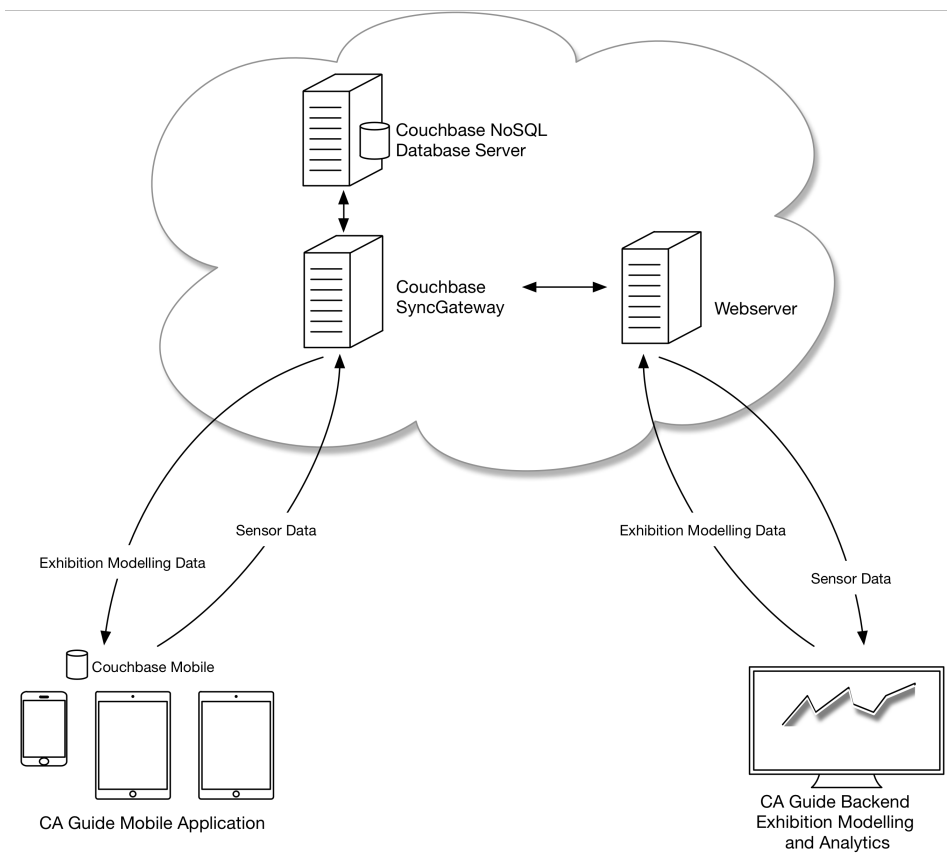 Couchbase NoSQL
Database Server
Couchbase
SyncGateway
Webserver
Sensor Data
Exhibition Modelling Data
Exhibition Modelling Data
Sensor Data
Couchbase Mobile
CA Guide Mobile Application
CA Guide Backend
Exhibition Modelling
and Analytics